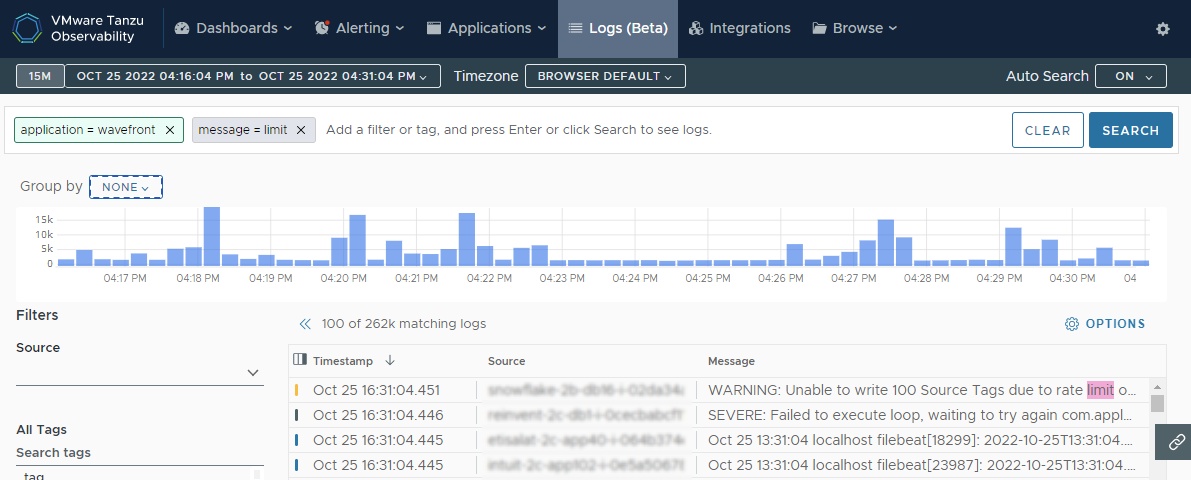 VMware Tanzu
Observability
Dashboards
Alerting
Applications
Logs (Beta)
Integrations
Browse
15M
OCT 25 2022 04:16:04 PM to OCT 25 2022 04:31:04 PM
Timezone
BROWSER DEFAULT
Auto Search
ON
application = wavefront
message = limit
Add a filter or tag, and press Enter or click Search to see logs.
CLEAR
SEARCH
Group by
NONE
15k
10k
5k
0
04:17 PM
04:18 PM
04:19 PM
04:20 PM
04:21 PM
04:22 PM
04:23 PM
04:24 PM
04:25 PM
04:26 PM
04:27 PM
04:28 PM
04:29 PM
04:30 PM
04
Filters
Source
All Tags
Search tags
tag
100 of 262k matching logs
OPTIONS
Timestamp
Source
Message
Oct 25 16:31:04.451
WARNING: Unable to write 100 Source Tags due to rate limit o...
Oct 25 16:31:04.446
SEVERE: Failed to execute loop, waiting to try again com.appl...
Oct 25 16:31:04.445
Oct 25 13:31:04 localhost filebeat[18299]: 2022-10-25T13:31:04....
Oct 25 16:31:04.445
Oct 25 13:31:04 localhost filebeat[23987]: 2022-10-25T13:31:04....